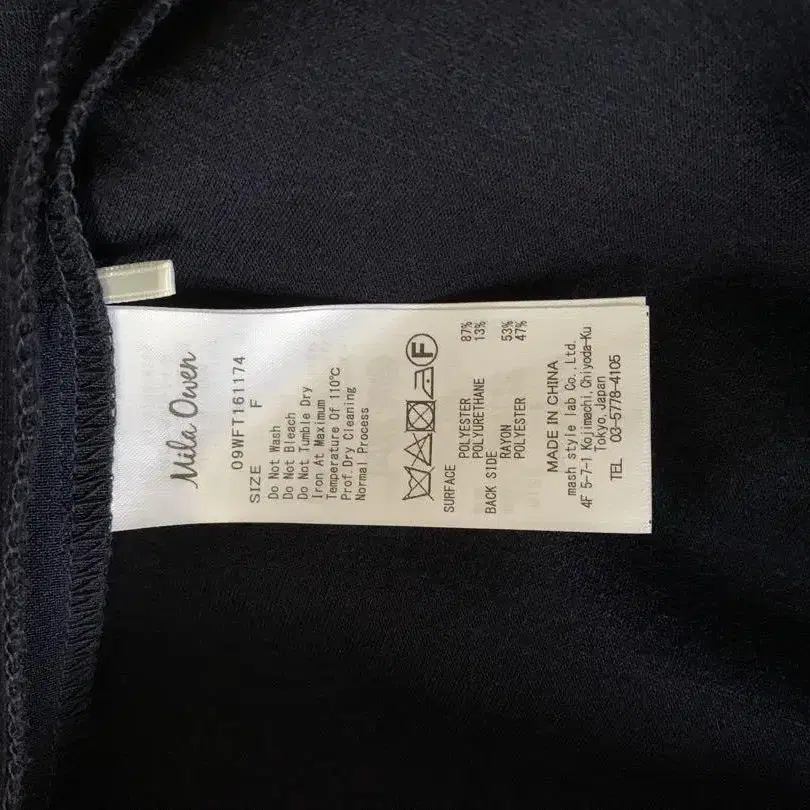 Mila Owen
09WFT161174
SIZE F
Do Not Wash
Do Not Bleach
Do Not Tumble Dry
Iron At Maximum
Temperature Of 110℃
Prof.Dry Cleaning
Normal Process
F
SURFACE
POLYESTER 87%
POLYURETHANE 13%
BACK SIDE
RAYON 53%
POLYESTER 47%
MADE IN CHINA
mash style lab Co.,Ltd.
4F 5-7-1 Kojimachi,Chiyoda-Ku
Tokyo,Japan
TEL 03-5778-4105